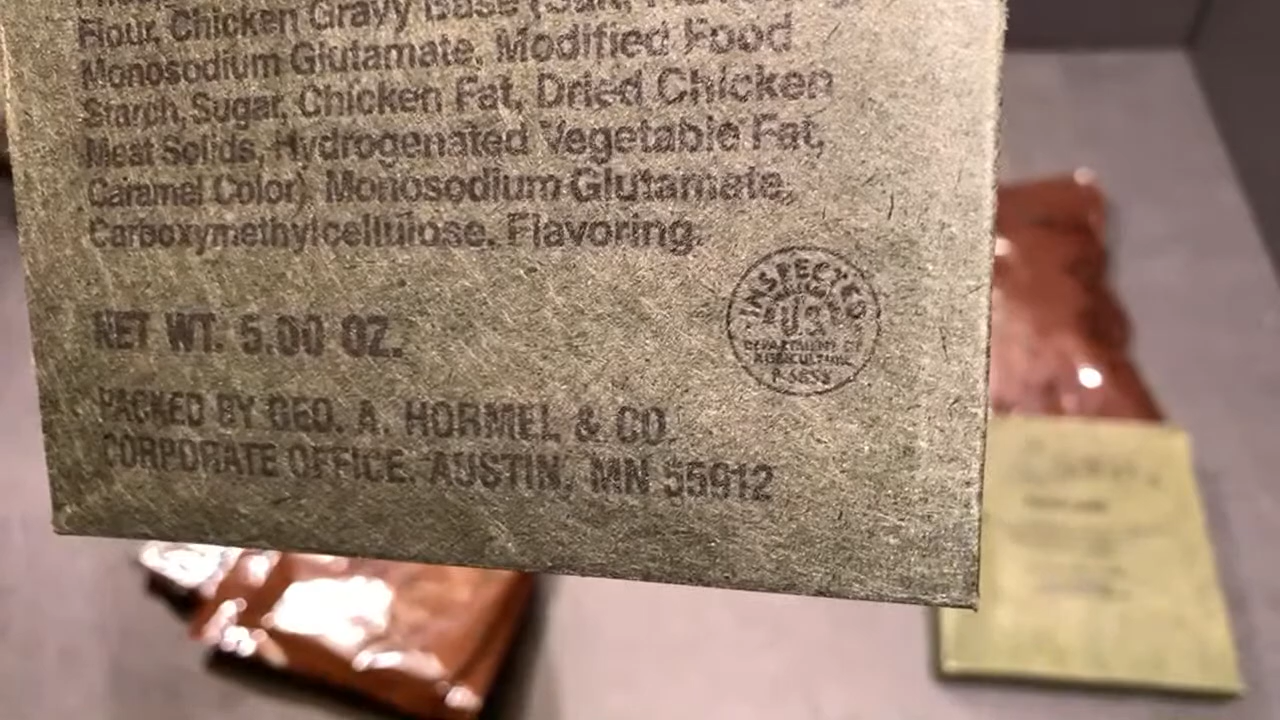 Flour, Chicken Gravy Base (Salt,
Monosodium Glutamate, Modified Food
Starch, Sugar, Chicken Fat, Dried Chicken
Meat Solids, Hydrogenated Vegetable Fat,
Caramel Color), Monosodium Glutamate,
Carboxymethylcellulose, Flavoring.
INSPECTED
U.S.
DEPARTMENT OF
AGRICULTURE
NET WT. 5.00 OZ.
PACKED BY GEO. A. HORMEL & CO.
CORPORATE OFFICE, AUSTIN, MN 55912